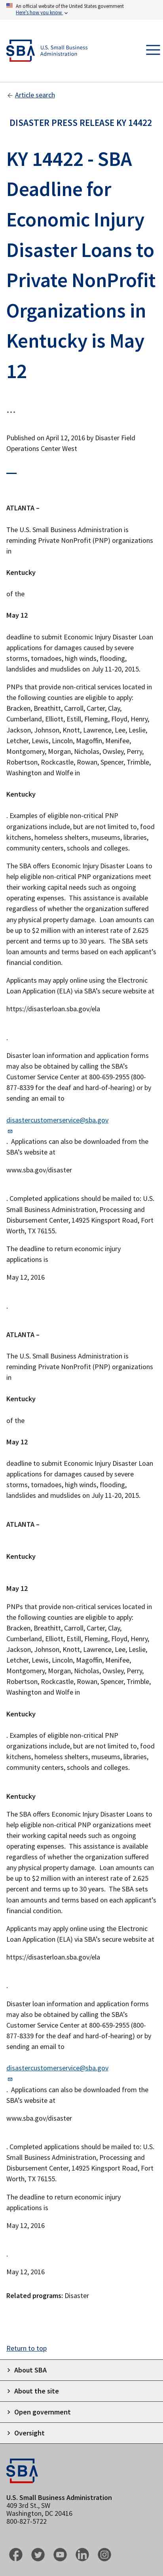 An official website of the United States government
Here's how you know
SBA U.S. Small Business
Administration
Article search
DISASTER PRESS RELEASE KY 14422
KY 14422 - SBA
Deadline for
Economic Injury
Disaster Loans to
Private NonProfit
Organizations in
Kentucky is May
12
...
Published on April 12, 2016 by Disaster Field
Operations Center West
ATLANTA –
The U.S. Small Business Administration is
reminding Private NonProfit (PNP) organizations
in
Kentucky
of the
May 12
deadline to submit Economic Injury Disaster Loan
applications for damages caused by severe
storms, tornadoes, high winds, flooding,
landslides and mudslides on July 11-20, 2015.
PNPs that provide non-critical services located in
the following counties are eligible to apply:
Bracken, Breathitt, Carroll, Carter, Clay,
Cumberland, Elliott, Estill, Fleming, Floyd, Henry,
Jackson, Johnson, Knott, Lawrence, Lee, Leslie,
Letcher, Lewis, Lincoln, Magoffin, Menifee,
Montgomery, Morgan, Nicholas, Owsley, Perry,
Robertson, Rockcastle, Rowan, Spencer, Trimble,
Washington and Wolfe in
Kentucky
. Examples of eligible non-critical PNP
organizations include, but are not limited to, food
kitchens, homeless shelters, museums, libraries,
community centers, schools and colleges.
The SBA offers Economic Injury Disaster Loans to
help eligible private nonprofit organizations meet
their working capital needs such as ongoing
operating expenses. This assistance is available
regardless of whether the organization suffered
any physical property damage. Loan amounts can
be up to $2 million with an interest rate of 2.625
percent and terms up to 30 years. The SBA sets
loan amounts and terms based on each applicant's
financial condition.
Applicants may apply online using the Electronic
Loan Application (ELA) via SBA's secure website at
https://disasterloan.sba.gov/ela
.
Disaster loan information and application forms
may also be obtained by calling the SBA's
Customer Service Center at 800-659-2955 (800-
877-8339 for the deaf and hard-of-hearing) or by
sending an email to
disastercustomerservice@sba.gov
. Applications can also be downloaded from the
SBA's website at
www.sba.gov/disaster
. Completed applications should be mailed to: U.S.
Small Business Administration, Processing and
Disbursement Center, 14925 Kingsport Road, Fort
Worth, TX 76155.
The deadline to return economic injury
applications is
May 12, 2016
.
ATLANTA –
The U.S. Small Business Administration is
reminding Private NonProfit (PNP) organizations
in
Kentucky
of the
May 12
deadline to submit Economic Injury Disaster Loan
applications for damages caused by severe
storms, tornadoes, high winds, flooding,
landslides and mudslides on July 11-20, 2015.
ATLANTA –
Kentucky
May 12
PNPs that provide non-critical services located in
the following counties are eligible to apply:
Bracken, Breathitt, Carroll, Carter, Clay,
Cumberland, Elliott, Estill, Fleming, Floyd, Henry,
Jackson, Johnson, Knott, Lawrence, Lee, Leslie,
Letcher, Lewis, Lincoln, Magoffin, Menifee,
Montgomery, Morgan, Nicholas, Owsley, Perry,
Robertson, Rockcastle, Rowan, Spencer, Trimble,
Washington and Wolfe in
Kentucky
. Examples of eligible non-critical PNP
organizations include, but are not limited to, food
kitchens, homeless shelters, museums, libraries,
community centers, schools and colleges.
Kentucky
The SBA offers Economic Injury Disaster Loans to
help eligible private nonprofit organizations meet
their working capital needs such as ongoing
operating expenses. This assistance is available
regardless of whether the organization suffered
any physical property damage. Loan amounts can
be up to $2 million with an interest rate of 2.625
percent and terms up to 30 years. The SBA sets
loan amounts and terms based on each applicant's
financial condition.
Applicants may apply online using the Electronic
Loan Application (ELA) via SBA's secure website at
https://disasterloan.sba.gov/ela
.
Disaster loan information and application forms
may also be obtained by calling the SBA's
Customer Service Center at 800-659-2955 (800-
877-8339 for the deaf and hard-of-hearing) or by
sending an email to
disastercustomerservice@sba.gov
. Applications can also be downloaded from the
SBA's website at
www.sba.gov/disaster
. Completed applications should be mailed to: U.S.
Small Business Administration, Processing and
Disbursement Center, 14925 Kingsport Road, Fort
Worth, TX 76155.
The deadline to return economic injury
applications is
May 12, 2016
.
May 12, 2016
Related programs: Disaster
Return to top
About SBA
About the site
Open government
Oversight
SBA
U.S. Small Business Administration
409 3rd St., SW
Washington, DC 20416
800-827-5722